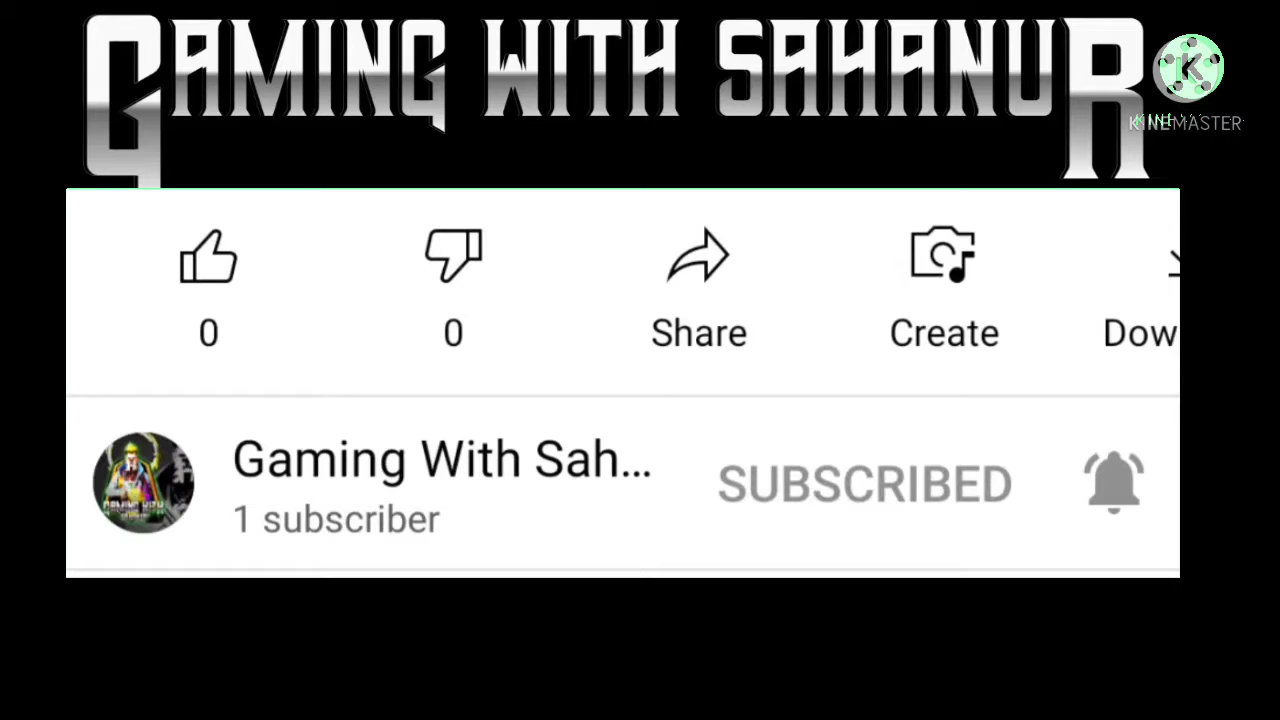 GAMING WITH SAHANUR
KINEMASTER
0 0 Share Create Dow
Gaming With Sah...
SUBSCRIBED
1 subscriber